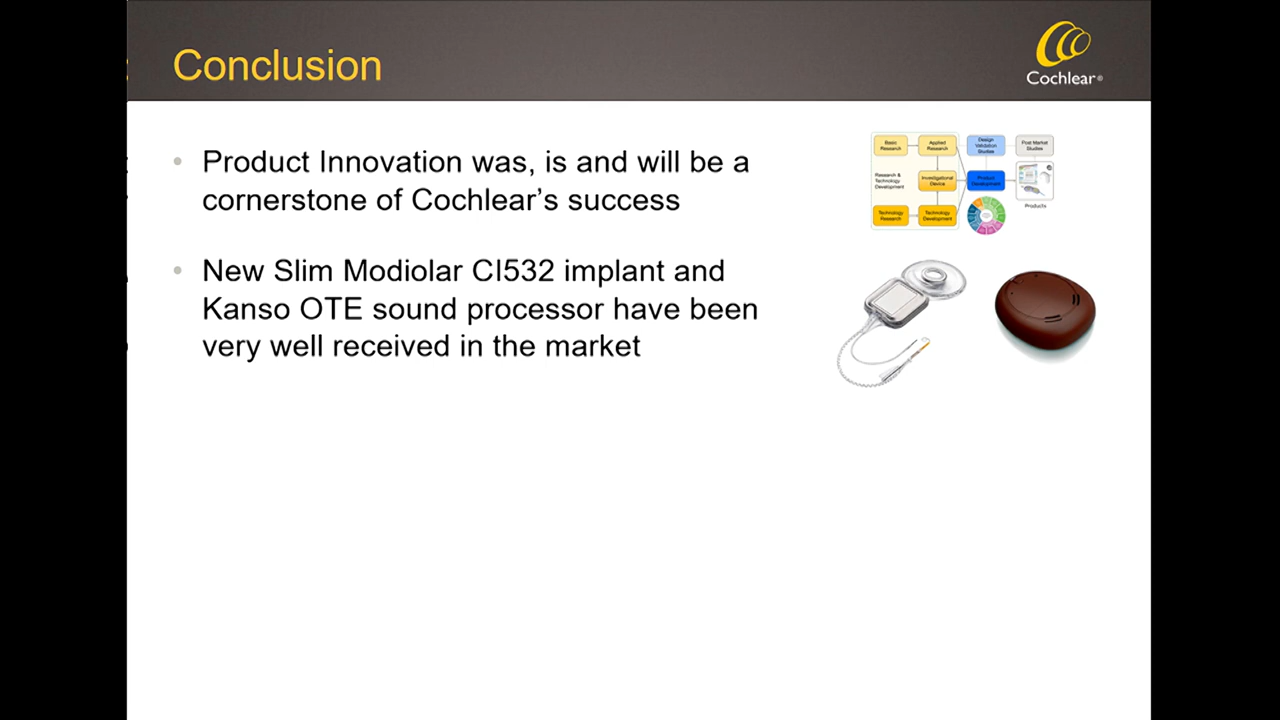 Conclusion
Cochlear®
• Product Innovation was, is and will be a
cornerstone of Cochlear’s success
• New Slim Modiolar CI532 implant and
Kanso OTE sound processor have been
very well received in the market
Basic
Research
Applied
Research
Design
Validation
Studies
Post Market
Studies
Research &
Technology
Development
Investigational
Device
Product
Development
Products
Technology
Research
Technology
Development